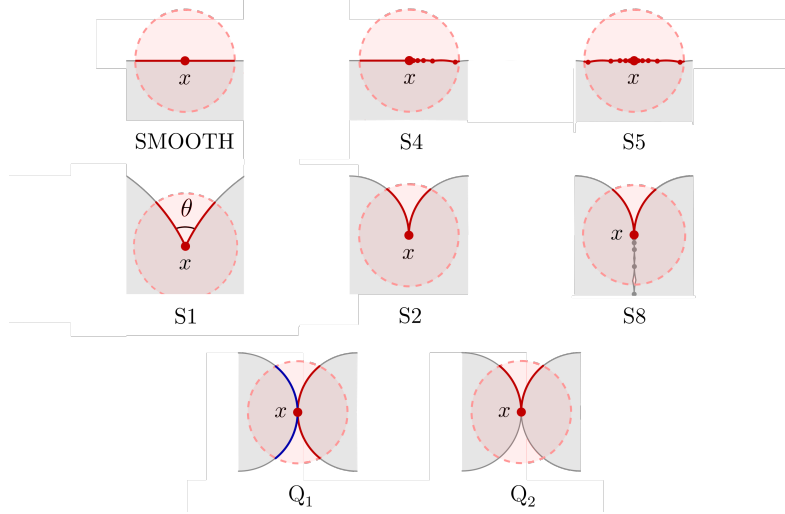 x x x
SMOOTH S4 S5
θ
x x x
S1 S2 S8
x x
Q₁ Q₂